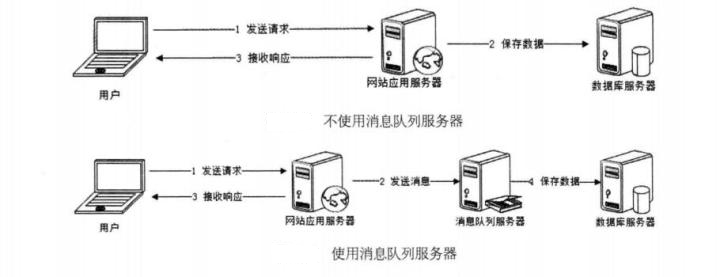 1 发送请求
2 保存数据
3 接收响应
用户
网站应用服务器
数据库服务器
不使用消息队列服务器
1 发送请求
2 发送消息
4 保存数据
3 接收响应
用户
网站应用服务器
消息队列服务器
数据库服务器
使用消息队列服务器